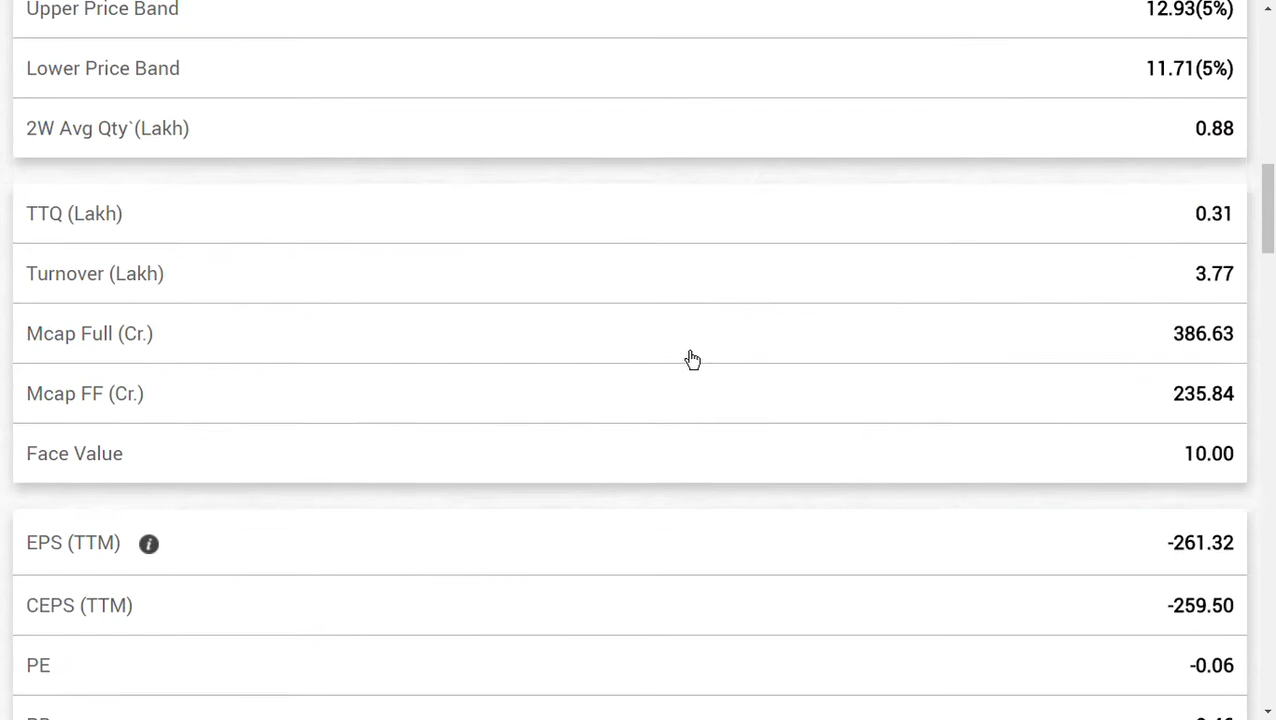 Upper Price Band 12.93(5%)
Lower Price Band 11.71(5%)
2W Avg Qty`(Lakh) 0.88
TTQ (Lakh) 0.31
Turnover (Lakh) 3.77
Mcap Full (Cr.) 386.63
Mcap FF (Cr.) 235.84
Face Value 10.00
EPS (TTM) i -261.32
CEPS (TTM) -259.50
PE -0.06